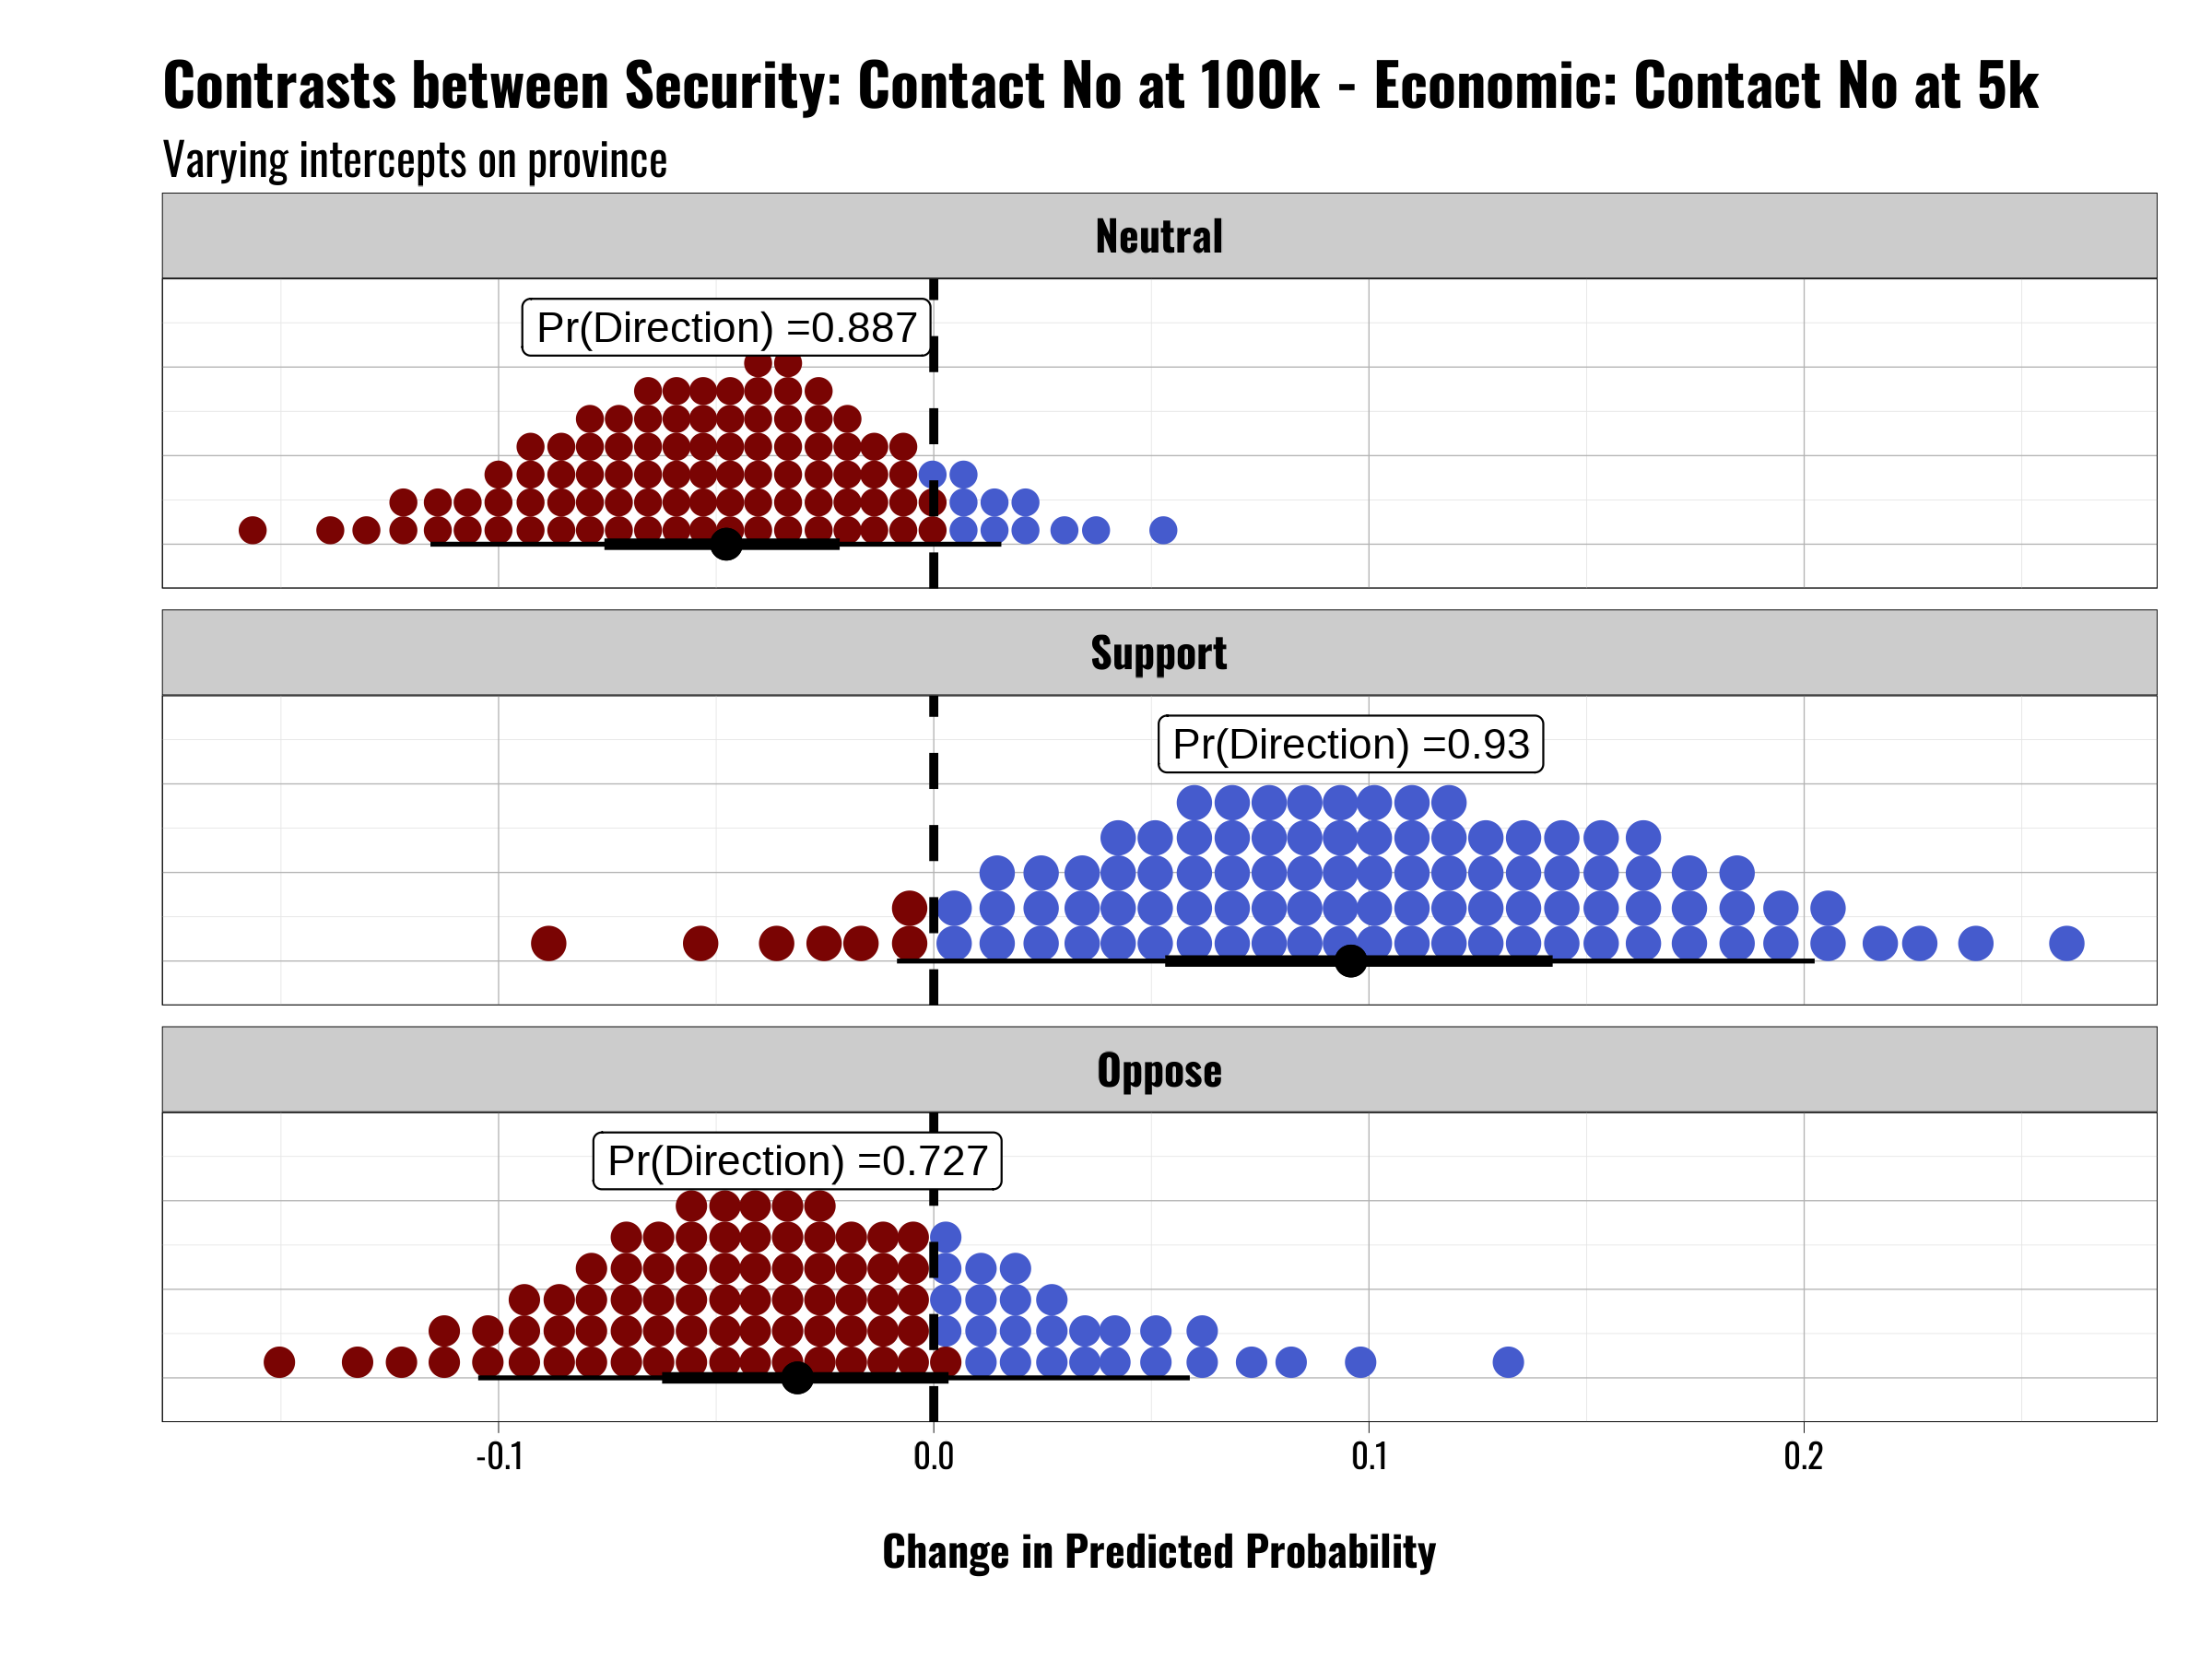 Contrasts between Security: Contact No at 100k - Economic: Contact No at 5k
Varying intercepts on province
Neutral
Pr(Direction) =0.887
Support
Pr(Direction) =0.93
Oppose
Pr(Direction) =0.727
-0.1 0.0 0.1 0.2
Change in Predicted Probability